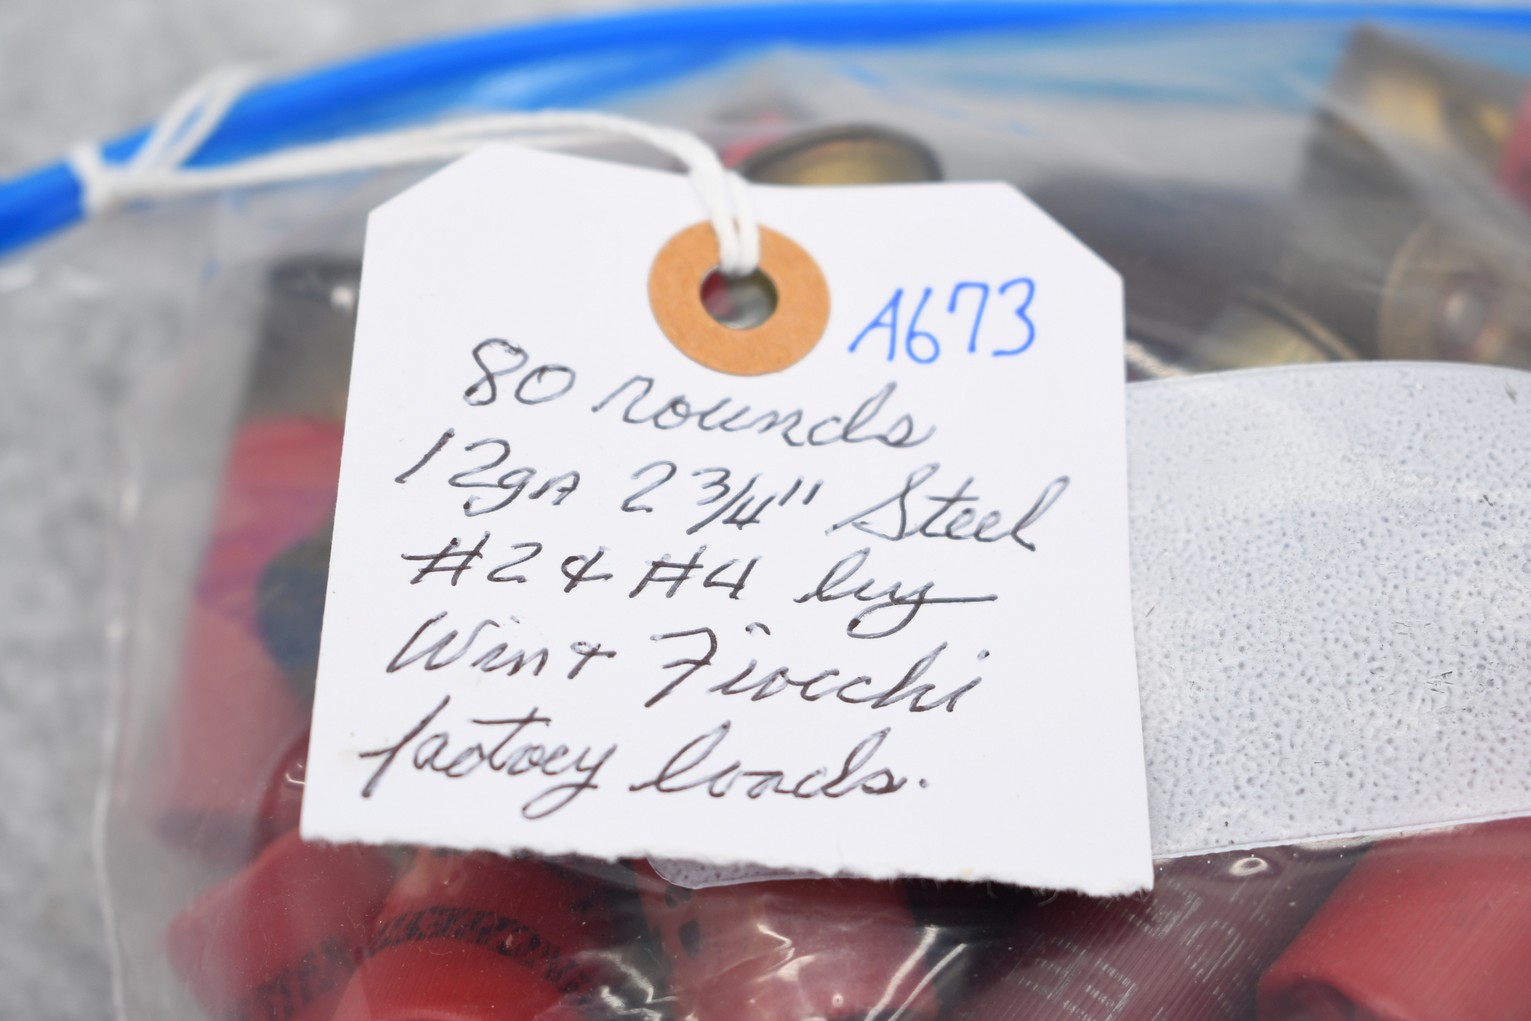 A673
80 rounds
12ga 2 3/4" Steel
#2 & #4 by
Win + Fiocchi
factory loads.